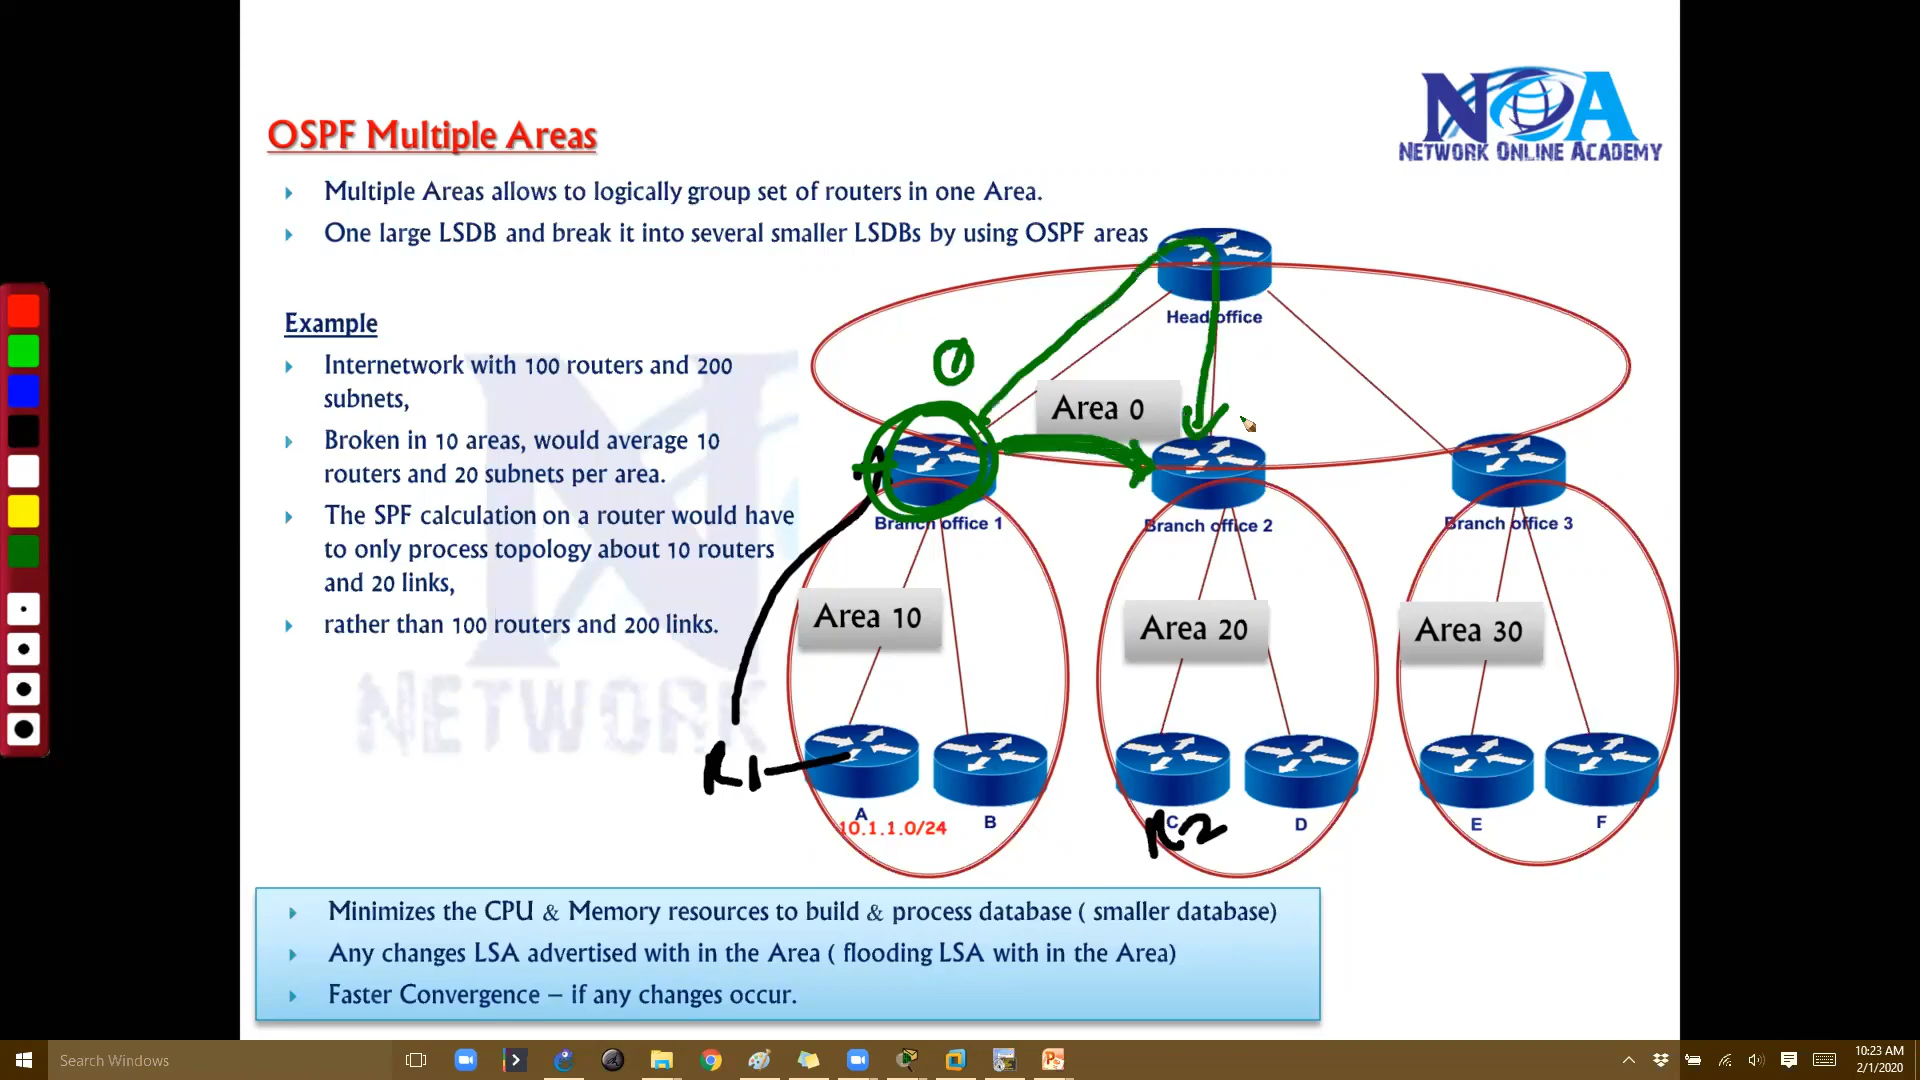 NOA
NETWORK ONLINE ACADEMY
OSPF Multiple Areas
Multiple Areas allows to logically group set of routers in one Area.
One large LSDB and break it into several smaller LSDBs by using OSPF areas
Example
Internetwork with 100 routers and 200
subnets,
Broken in 10 areas, would average 10
routers and 20 subnets per area.
The SPF calculation on a router would have
to only process topology about 10 routers
and 20 links,
rather than 100 routers and 200 links.
NETWORK
Head office
0
Area 0
Branch office 1
Branch office 2
Branch office 3
Area 10
Area 20
Area 30
R1
A
10.1.1.0/24
B
C
R2
D
E
F
Minimizes the CPU & Memory resources to build & process database ( smaller database)
Any changes LSA advertised with in the Area ( flooding LSA with in the Area)
Faster Convergence – if any changes occur.
Search Windows
10:23 AM
2/1/2020